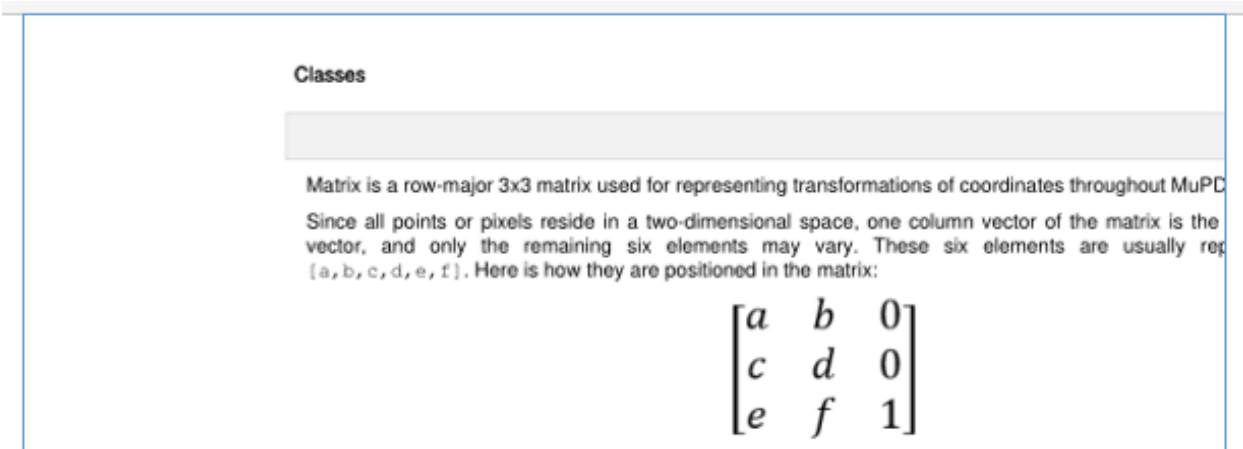 Classes
Matrix is a row-major 3x3 matrix used for representing transformations of coordinates throughout MuPD
Since all points or pixels reside in a two-dimensional space, one column vector of the matrix is the
vector, and only the remaining six elements may vary. These six elements are usually rep
[a,b,c,d,e,f]. Here is how they are positioned in the matrix:
a b 0
c d 0
e f 1